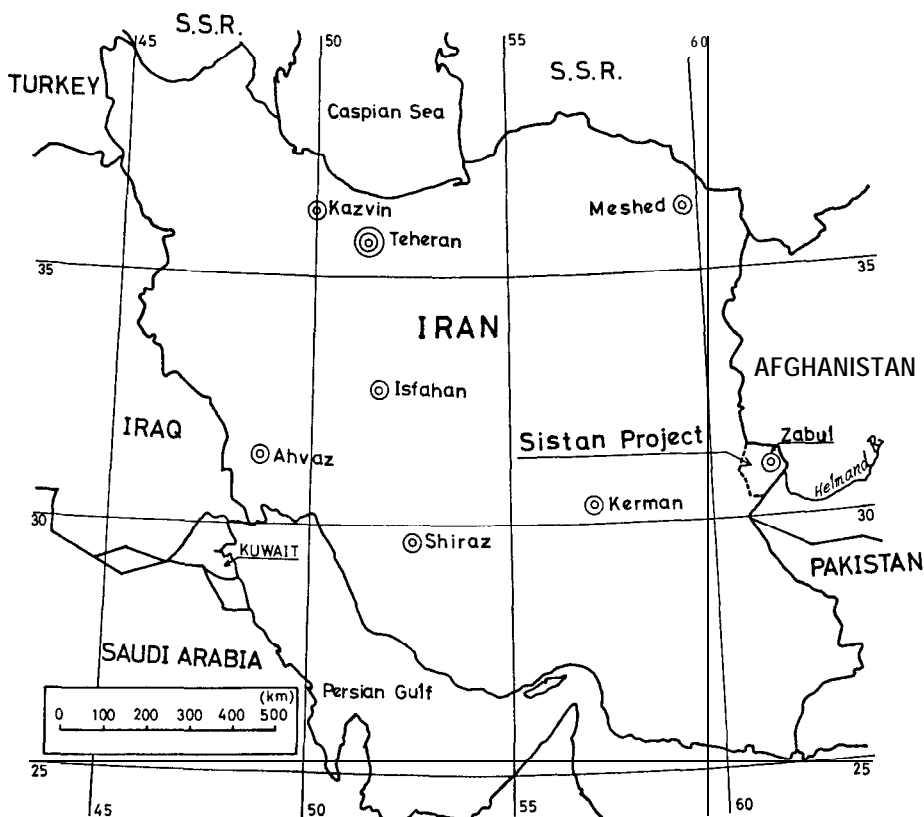 S.S.R.
45
50
55
60
S.S.R.
TURKEY
Caspian Sea
Kazvin
Meshed
Teheran
35
35
IRAN
AFGHANISTAN
Isfahan
IRAQ
Sistan Project
Zabul
Ahvaz
Helmand R.
Kerman
30
30
Shiraz
KUWAIT
PAKISTAN
SAUDI ARABIA
Persian Gulf
(km)
0 100 200 300 400 500
25
25
45
50
55
60